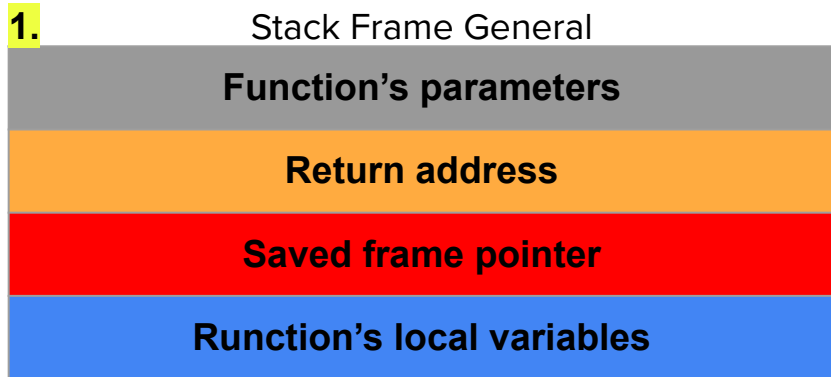 1.
Stack Frame General
Function’s parameters
Return address
Saved frame pointer
Runction’s local variables